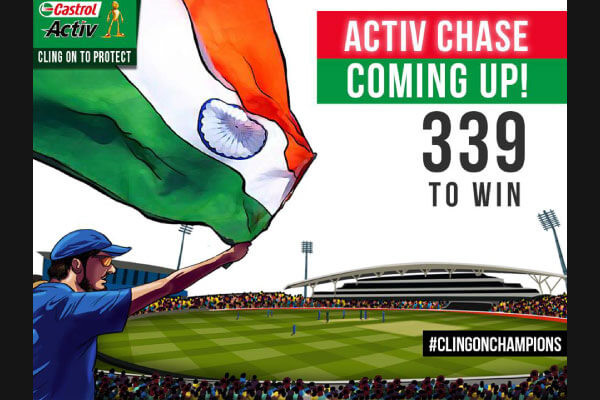 Castrol
Activ
CLING ON TO PROTECT
ACTIV CHASE
COMING UP!
339
TO WIN
#CLINGONCHAMPIONS